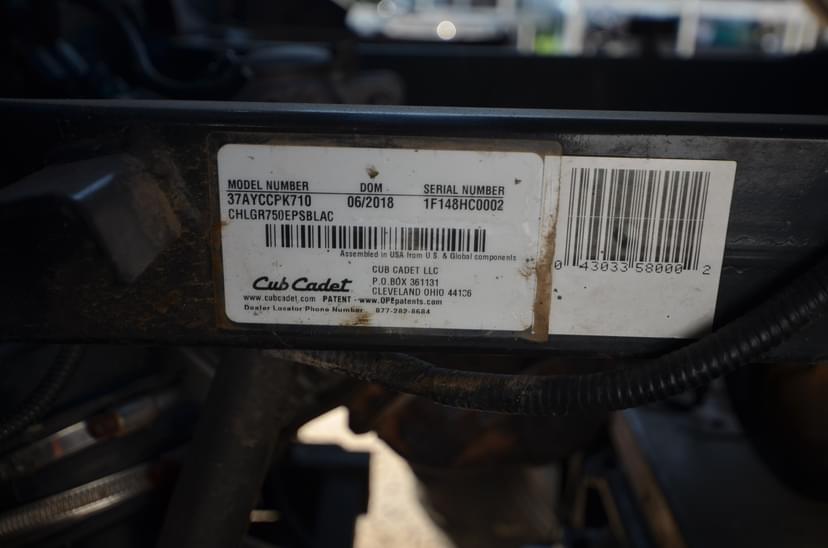 MODEL NUMBER DOM SERIAL NUMBER
37AYCCPK710 06/2018 1F148HC0002
CHLGR750EPSBLAC
Assembled in USA from U.S. & Global components
CUB CADET LLC
P.O.BOX 361131
CLEVELAND OHIO 44136
Cub Cadet
www.cubcadet.com PATENT - www.OPEpatents.com
Dealer Locator Phone Number 877-282-8684
0 43033 58000 2